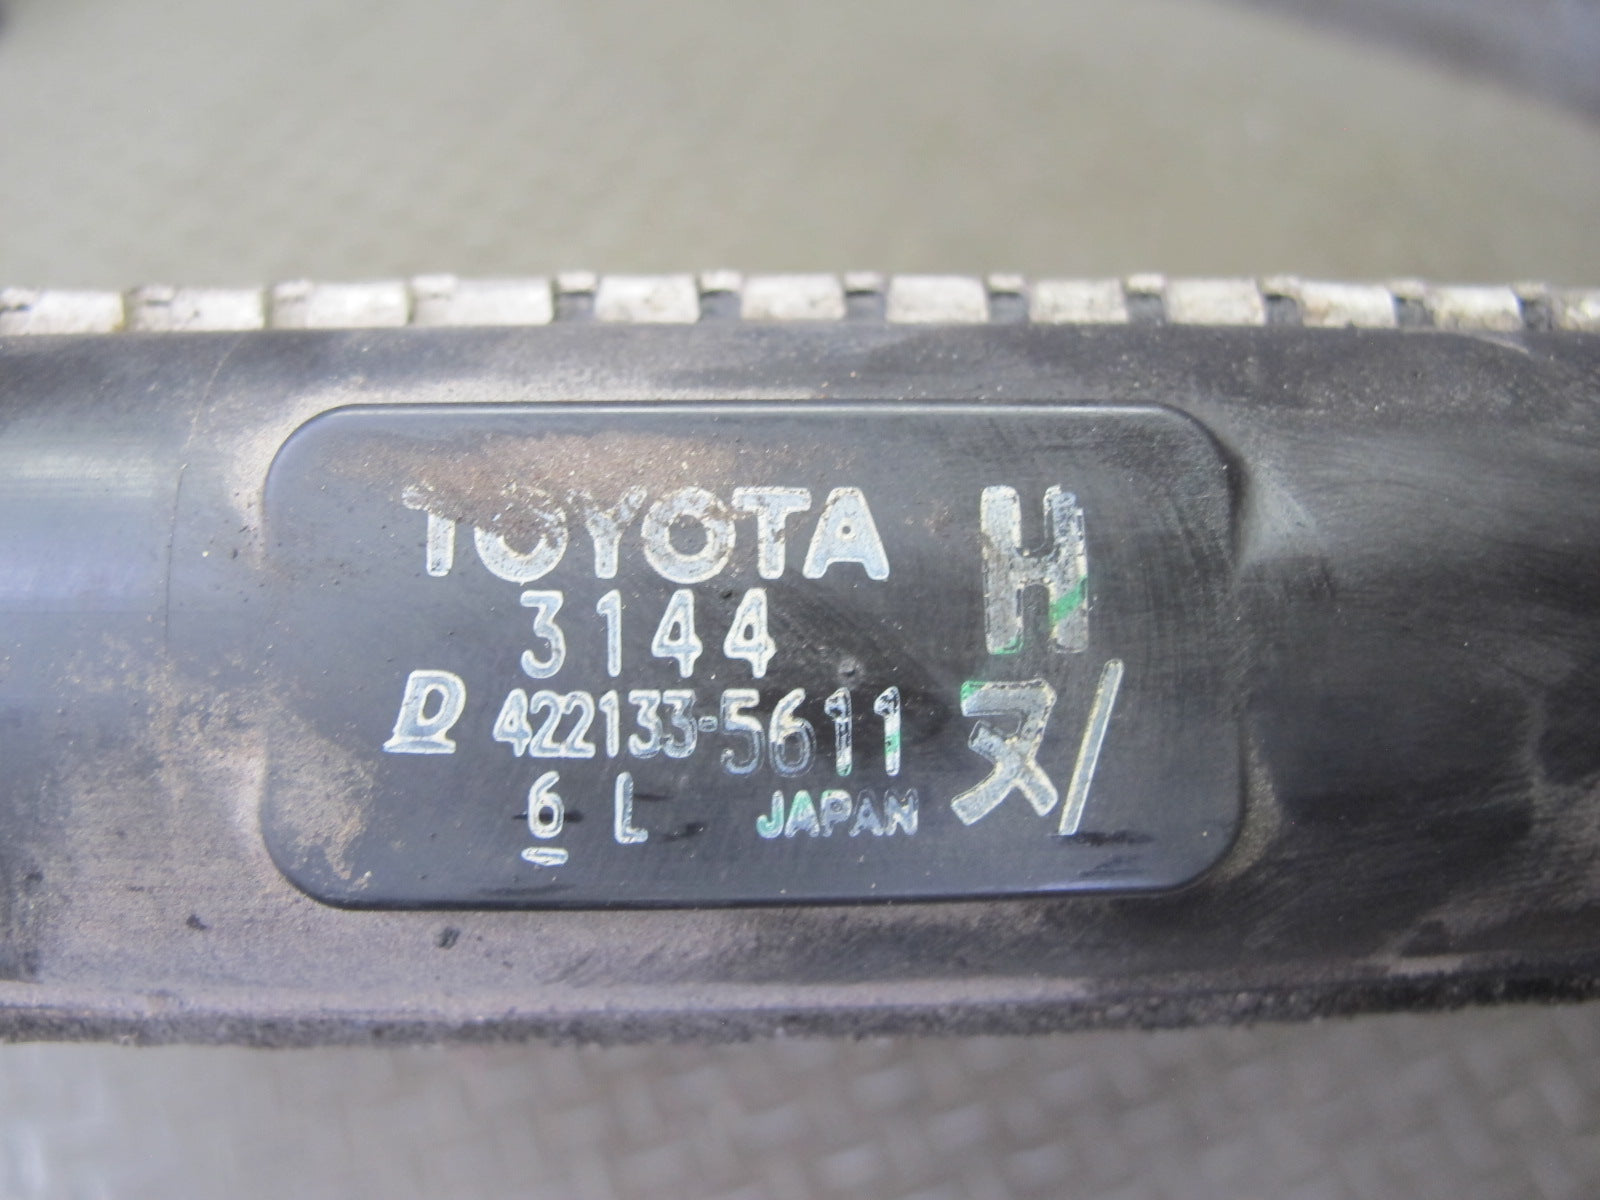 TOYOTA H
3144
D 422133-5611 ヌ/
6 L JAPAN